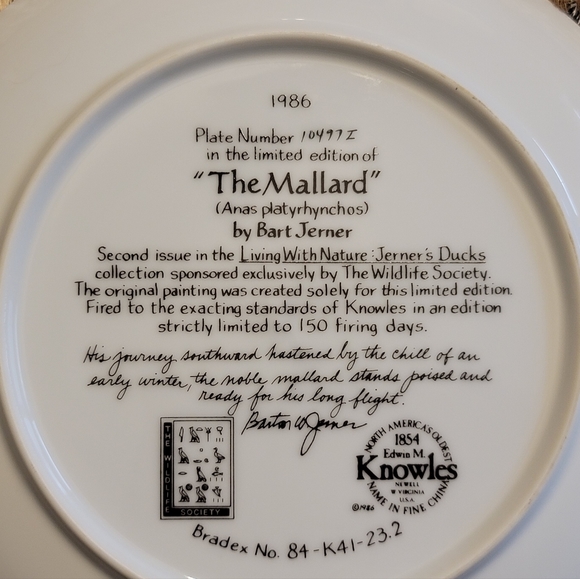 1986
Plate Number 10497I
in the limited edition of
"The Mallard"
(Anas platyrhynchos)
by Bart Jerner
Second issue in the Living With Nature: Jerner's Ducks
collection sponsored exclusively by The Wildlife Society.
The original painting was created solely for this limited edition.
Fired to the exacting standards of Knowles in an edition
strictly limited to 150 firing days.
His journey southward hastened by the chill of an
early winter, the noble mallard stands poised and
ready for his long flight.
Barton W Jerner
THE WILDLIFE
SOCIETY
NORTH AMERICA'S OLDEST
1854
Edwin M.
Knowles
NEWELL
W VIRGINIA
U.S.A.
NAME IN FINE CHINA
©1986
Bradex No. 84-K41-23.2